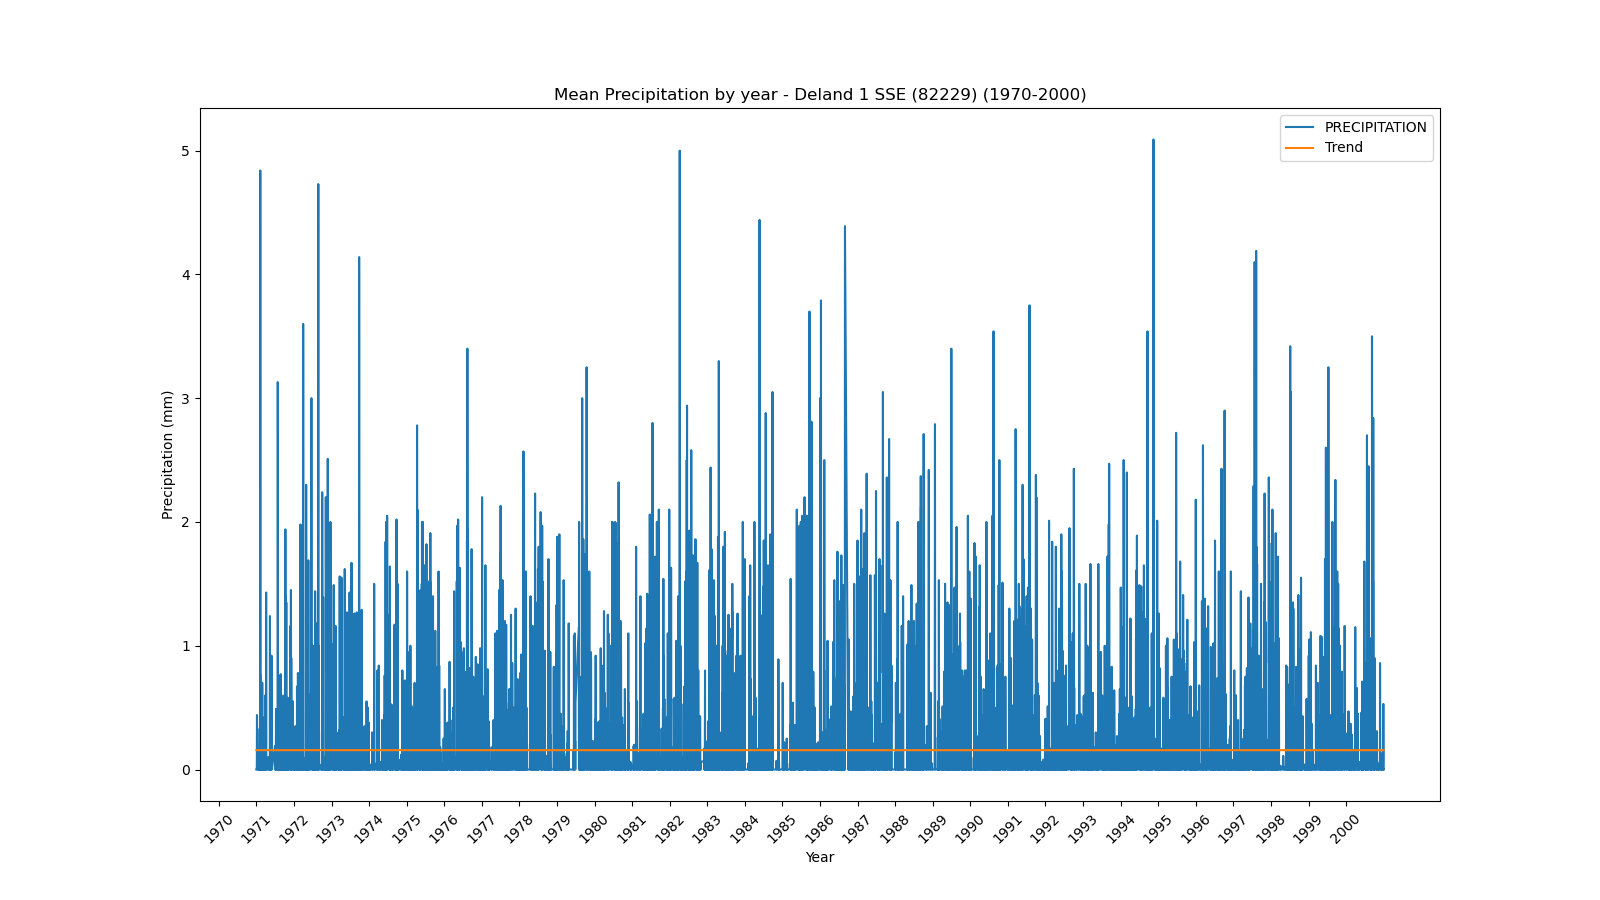 Mean Precipitation by year - Deland 1 SSE (82229) (1970-2000)
PRECIPITATION
Trend
5
4
3
2
1
0
Precipitation (mm)
1970 1971 1972 1973 1974 1975 1976 1977 1978 1979 1980 1981 1982 1983 1984 1985 1986 1987 1988 1989 1990 1991 1992 1993 1994 1995 1996 1997 1998 1999 2000
Year